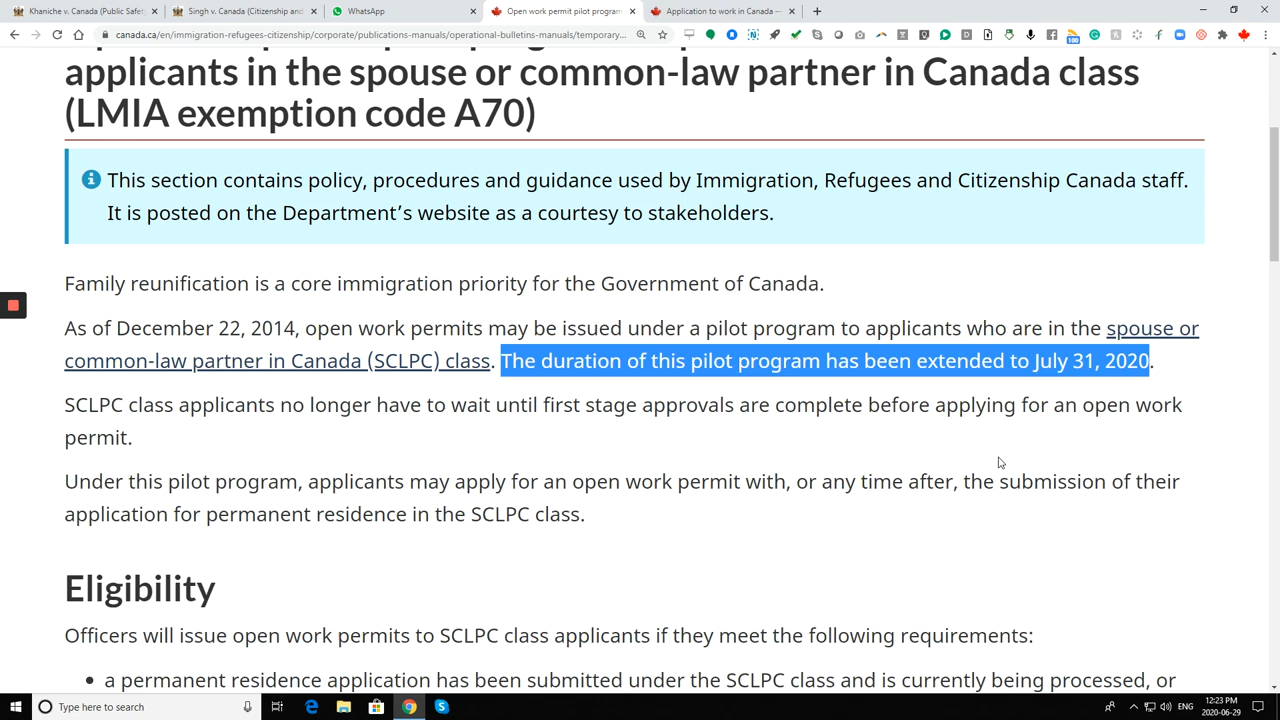 Khaniche v. Canada (Public Safety
Singh v. Canada (Citizenship and
WhatsApp
Open work permit pilot program
Application to work in Canada —
canada.ca/en/immigration-refugees-citizenship/corporate/publications-manuals/operational-bulletins-manuals/temporary...
100
applicants in the spouse or common-law partner in Canada class
(LMIA exemption code A70)
This section contains policy, procedures and guidance used by Immigration, Refugees and Citizenship Canada staff.
It is posted on the Department’s website as a courtesy to stakeholders.
Family reunification is a core immigration priority for the Government of Canada.
As of December 22, 2014, open work permits may be issued under a pilot program to applicants who are in the spouse or
common-law partner in Canada (SCLPC) class. The duration of this pilot program has been extended to July 31, 2020.
SCLPC class applicants no longer have to wait until first stage approvals are complete before applying for an open work
permit.
Under this pilot program, applicants may apply for an open work permit with, or any time after, the submission of their
application for permanent residence in the SCLPC class.
Eligibility
Officers will issue open work permits to SCLPC class applicants if they meet the following requirements:
• a permanent residence application has been submitted under the SCLPC class and is currently being processed, or
Type here to search
ENG
12:23 PM
2020-06-29